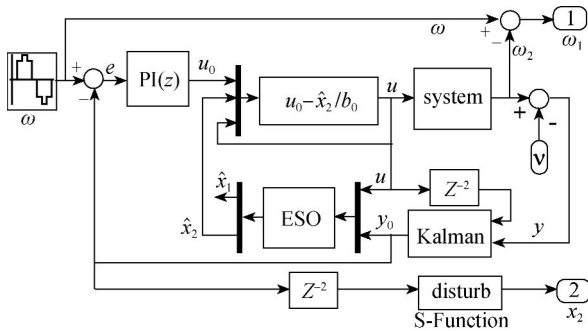 ω
1
+
−
ω₁
ω₂
ω
+
−
e
PI(z)
u₀
u₀-x̂₂/b₀
u
system
+
-
ν
x̂₁
x̂₂
ESO
u
y₀
Z⁻²
Kalman
y
Z⁻²
disturb
S-Function
2
x₂